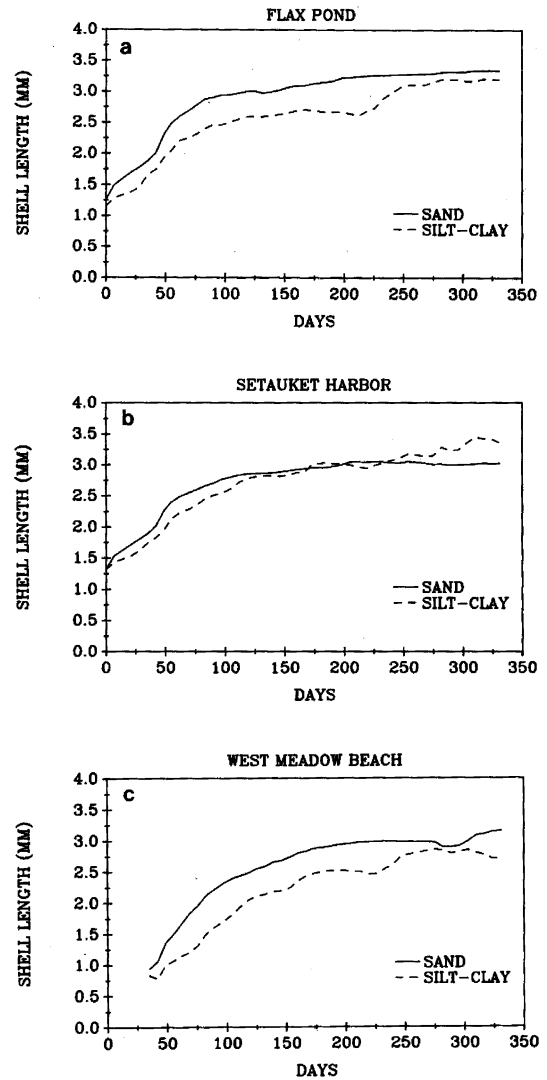 FLAX POND
a
4.0
3.5
3.0
2.5
2.0
1.5
1.0
0.5
0.0
SHELL LENGTH (MM)
SAND
SILT-CLAY
0 50 100 150 200 250 300 350
DAYS
SETAUKET HARBOR
b
4.0
3.5
3.0
2.5
2.0
1.5
1.0
0.5
0.0
SHELL LENGTH (MM)
SAND
SILT-CLAY
0 50 100 150 200 250 300 350
DAYS
WEST MEADOW BEACH
c
4.0
3.5
3.0
2.5
2.0
1.5
1.0
0.5
0.0
SHELL LENGTH (MM)
SAND
SILT-CLAY
0 50 100 150 200 250 300 350
DAYS